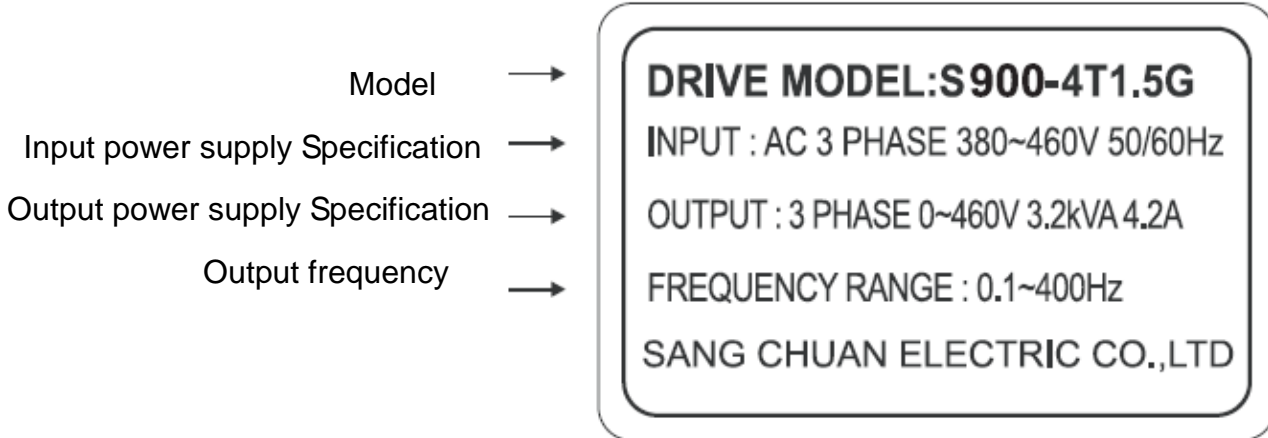 Model
Input power supply Specification
Output power supply Specification
Output frequency
DRIVE MODEL:S900-4T1.5G
INPUT : AC 3 PHASE 380~460V 50/60Hz
OUTPUT : 3 PHASE 0~460V 3.2kVA 4.2A
FREQUENCY RANGE : 0.1~400Hz
SANG CHUAN ELECTRIC CO.,LTD